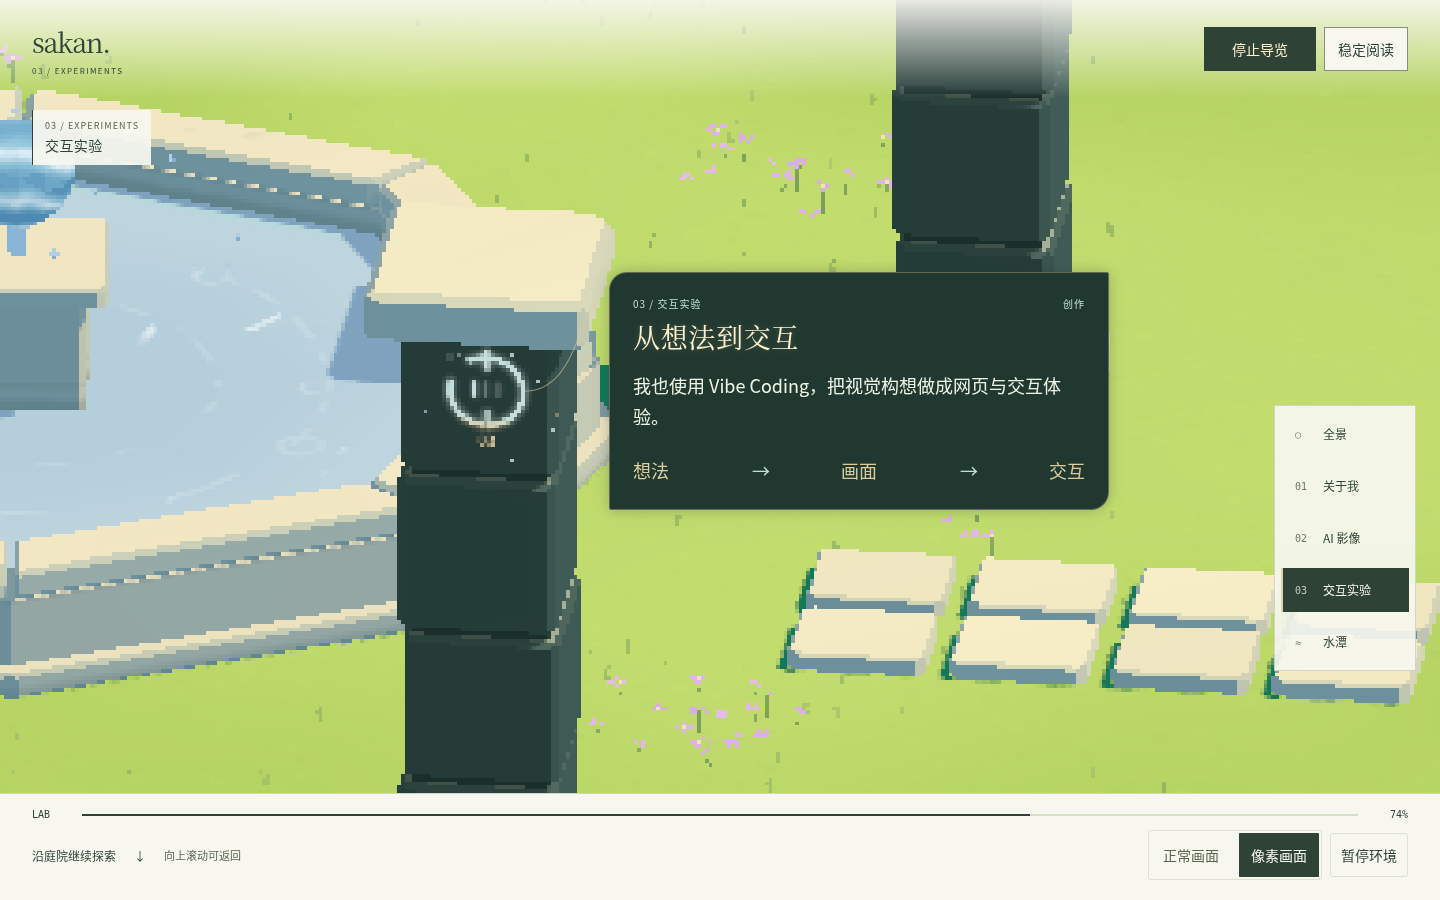 sakan.
03 / EXPERIMENTS
停止导览
稳定阅读
03 / EXPERIMENTS
交互实验
03 / 交互实验
创作
从想法到交互
我也使用 Vibe Coding，把视觉构想做成网页与交互体
验。
想法 → 画面 → 交互
○ 全景
01 关于我
02 AI 影像
03 交互实验
≈ 水潭
LAB
74%
沿庭院继续探索 ↓ 向上滚动可返回
正常画面
像素画面
暂停环境